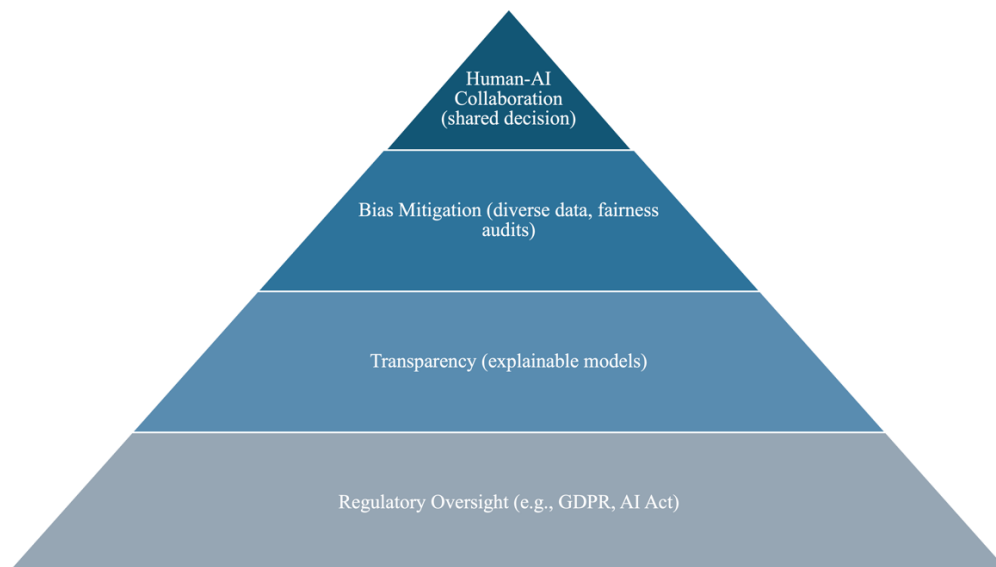 Human-AI
Collaboration
(shared decision)
Bias Mitigation (diverse data, fairness
audits)
Transparency (explainable models)
Regulatory Oversight (e.g., GDPR, AI Act)